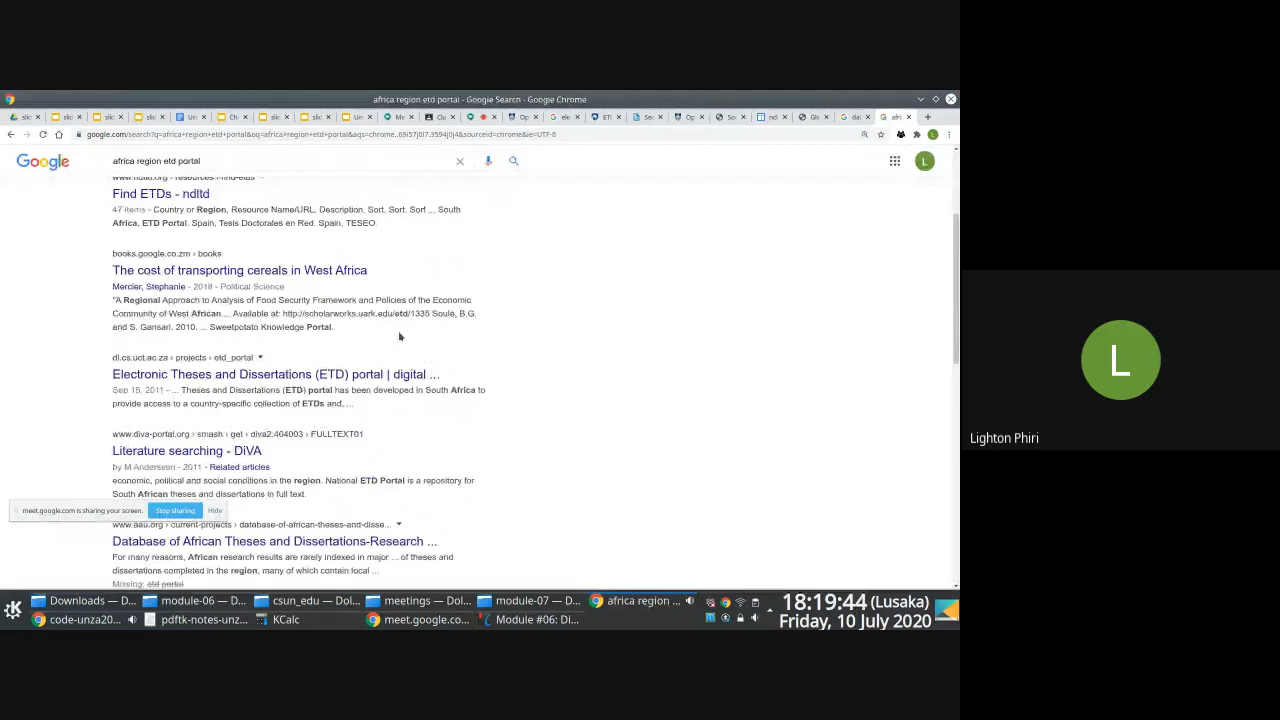 africa region etd portal - Google Search - Google Chrome
google.com/search?q=africa+region+etd+portal&oq=africa+region+etd+portal&aqs=chrome..69i57j0l7.3594j0j4&sourceid=chrome&ie=UTF-8
Google
africa region etd portal
L
www.ndltd.org › resources › find-etds
Find ETDs - ndltd
47 items - Country or Region, Resource Name/URL, Description. Sort. Sort. Sort ... South
Africa, ETD Portal. Spain, Tesis Doctorales en Red. Spain, TESEO.
books.google.co.zm › books
The cost of transporting cereals in West Africa
Mercier, Stephanie - 2018 - Political Science
"A Regional Approach to Analysis of Food Security Framework and Policies of the Economic
Community of West African ... Available at: http://scholarworks.uark.edu/etd/1335 Soulé, B.G.
and S. Gansari. 2010. ... Sweetpotato Knowledge Portal.
dl.cs.uct.ac.za › projects › etd_portal
Electronic Theses and Dissertations (ETD) portal | digital ...
Sep 15, 2011 - ... Theses and Dissertations (ETD) portal has been developed in South Africa to
provide access to a country-specific collection of ETDs and, ...
www.diva-portal.org › smash › get › diva2:404003 › FULLTEXT01
Literature searching - DiVA
by M Andersson - 2011 - Related articles
economic, political and social conditions in the region. National ETD Portal is a repository for
South African theses and dissertations in full text.
meet.google.com is sharing your screen. Stop sharing Hide
www.aau.org › current-projects › database-of-african-theses-and-disse...
Database of African Theses and Dissertations-Research ...
For many reasons, African research results are rarely indexed in major ... of theses and
dissertations completed in the region, many of which contain local ...
Missing: etd portal
Downloads — D... module-06 — D... csun_edu — Dol... meetings — Dol... module-07 — D... africa region ...
code-unza20... pdftk-notes-unz... KCalc meet.google.co... Module #06: Di...
18:19:44 (Lusaka)
Friday, 10 July 2020
L
Lighton Phiri